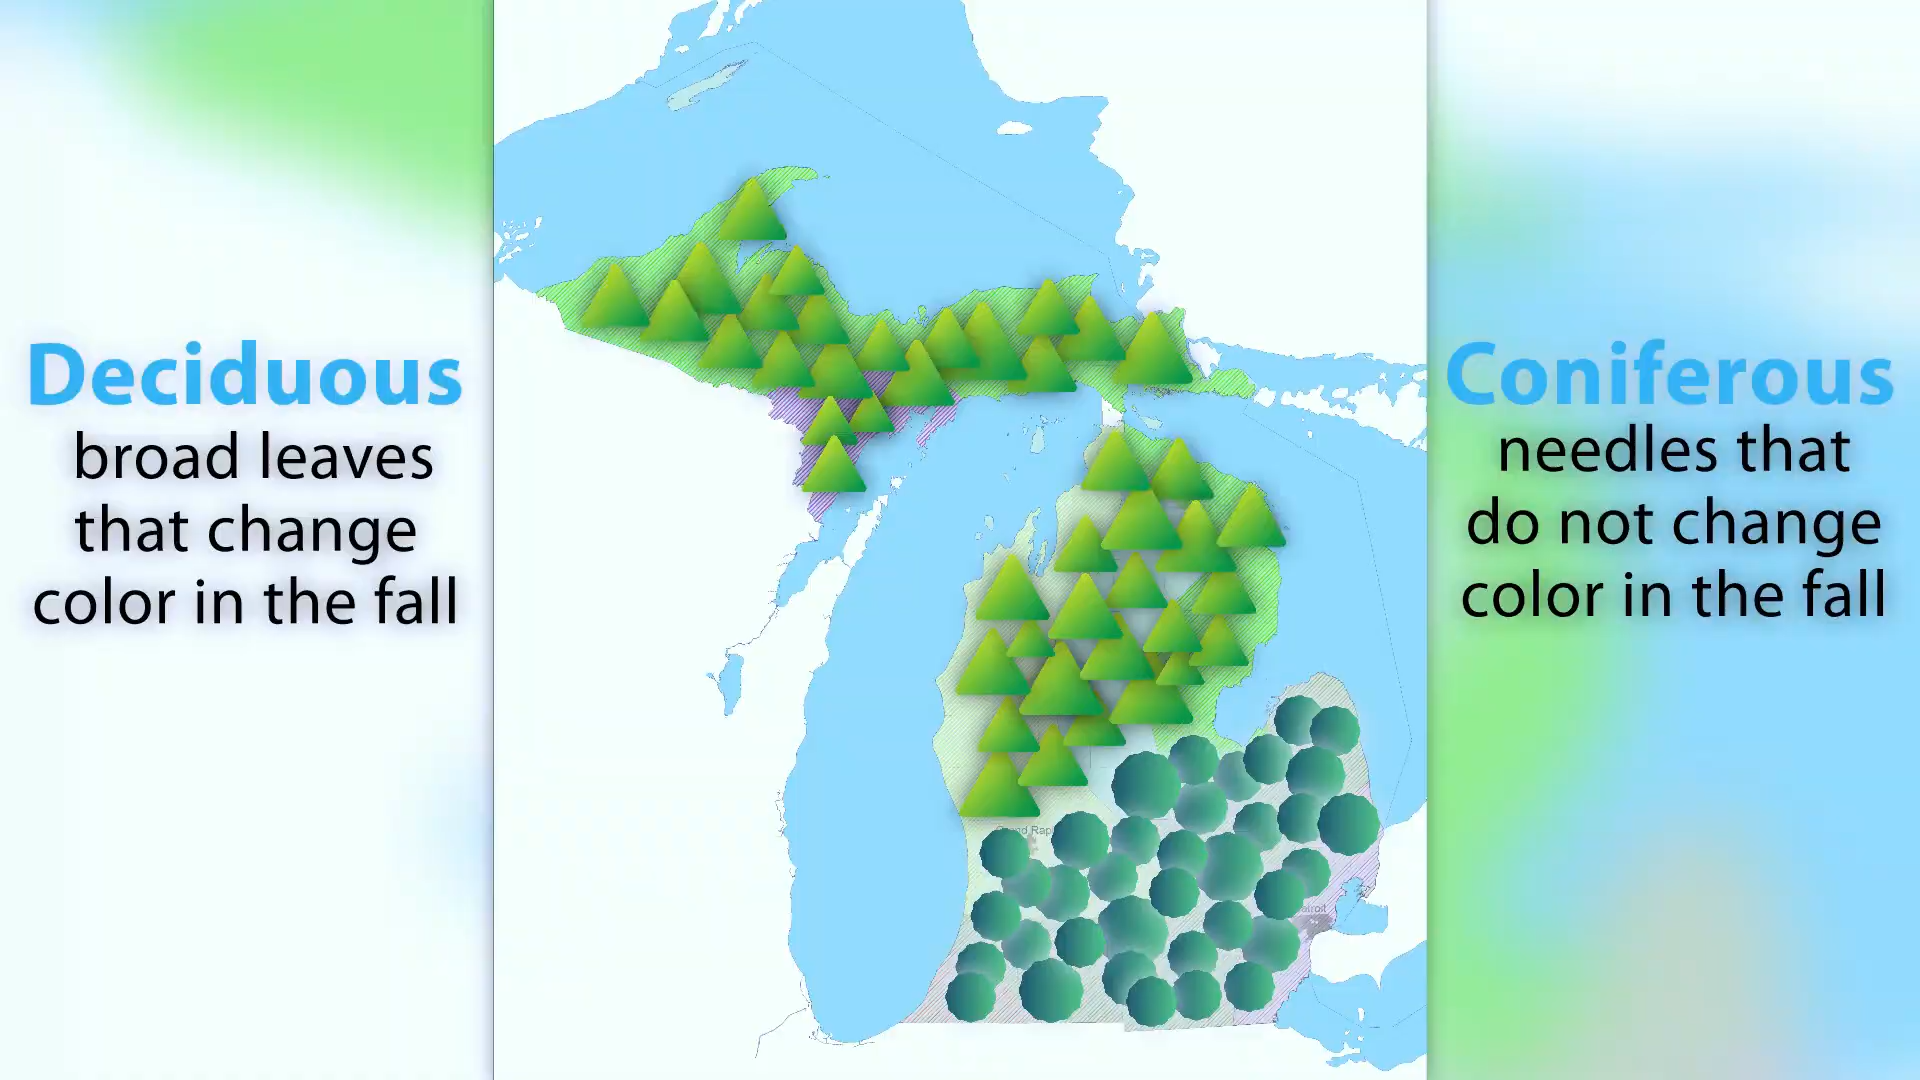 Deciduous
broad leaves
that change
color in the fall
Coniferous
needles that
do not change
color in the fall